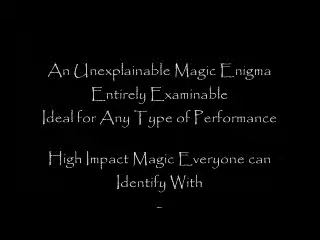 An Unexplainable Magic Enigma
Entirely Examinable
Ideal for Any Type of Performance
High Impact Magic Everyone can
Identify With
-